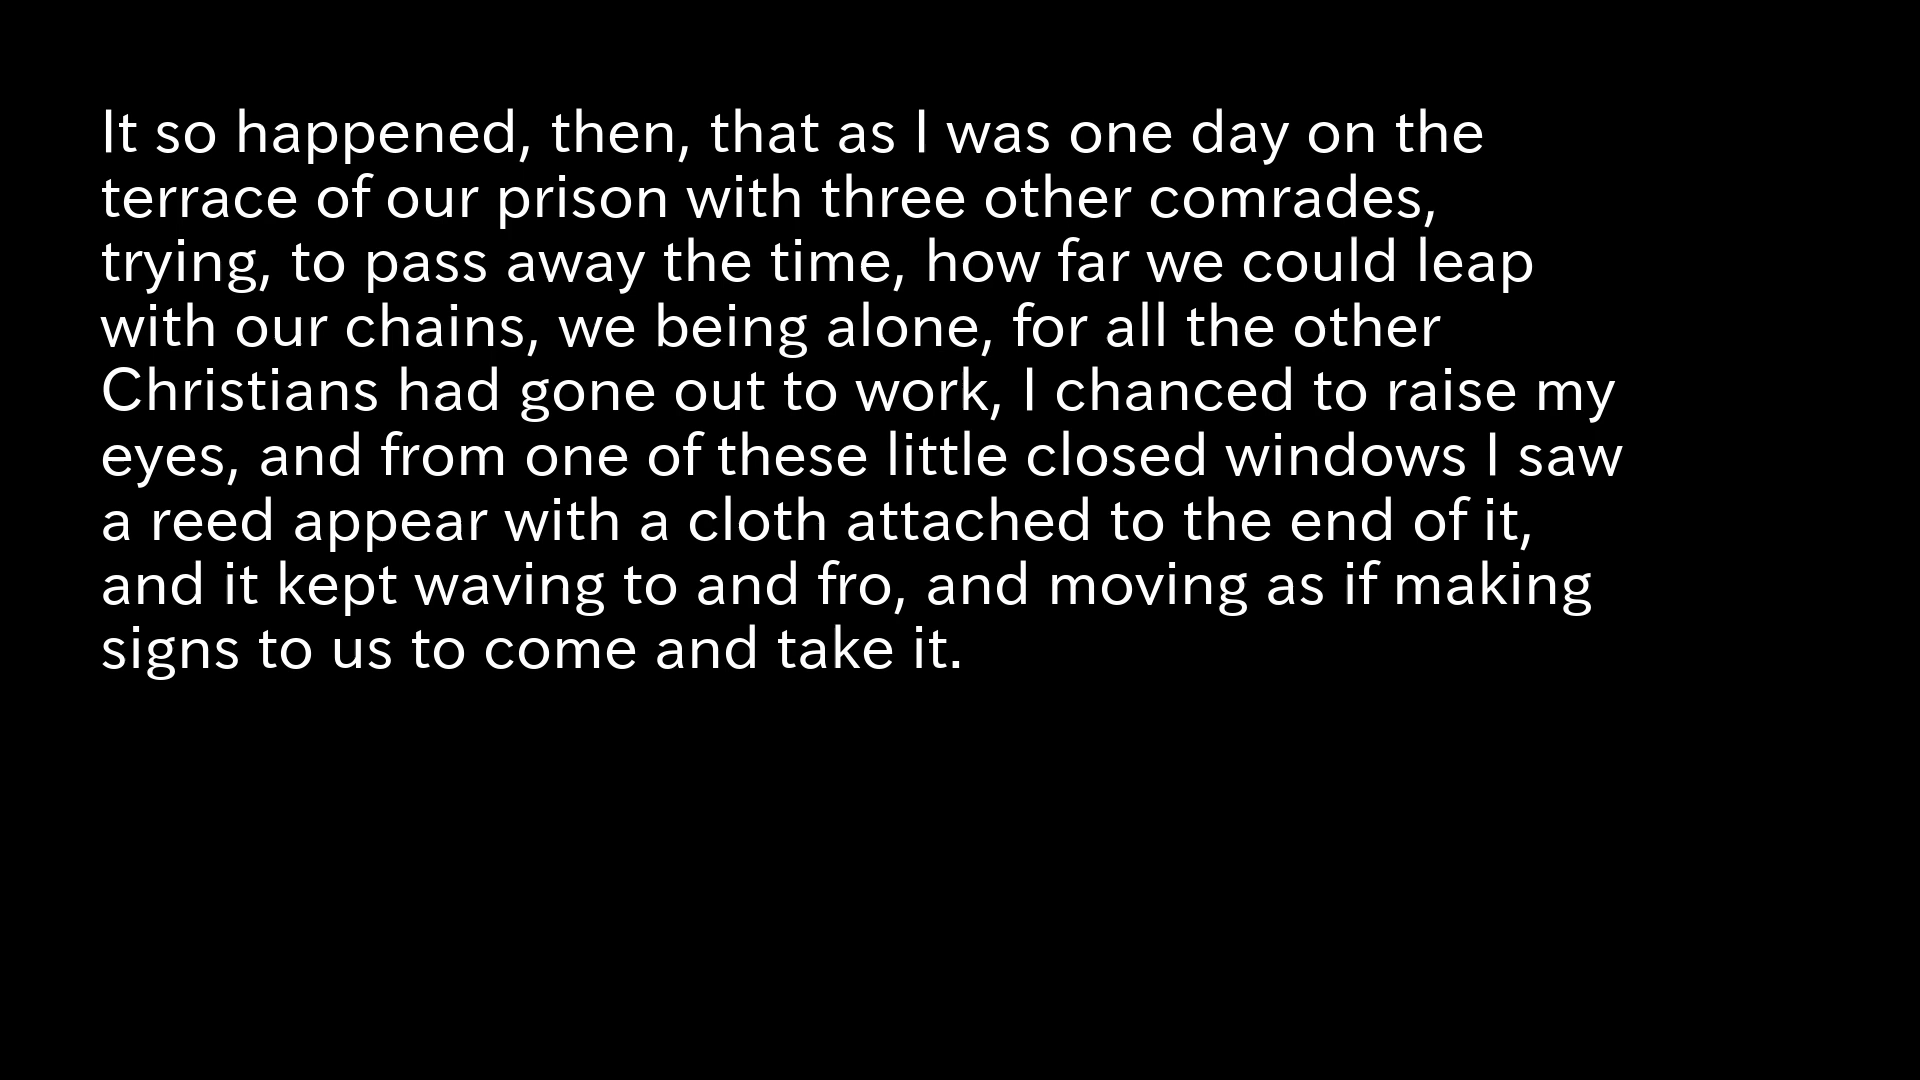 It so happened, then, that as I was one day on the
terrace of our prison with three other comrades,
trying, to pass away the time, how far we could leap
with our chains, we being alone, for all the other
Christians had gone out to work, I chanced to raise my
eyes, and from one of these little closed windows I saw
a reed appear with a cloth attached to the end of it,
and it kept waving to and fro, and moving as if making
signs to us to come and take it.